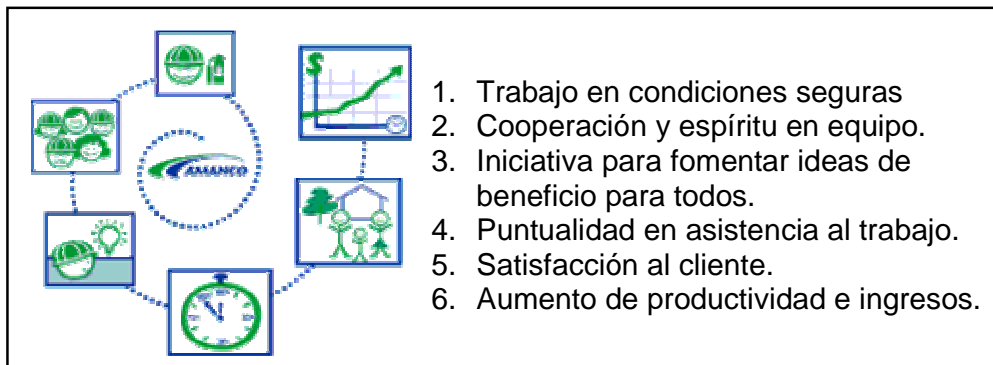 $
AMANCO
1. Trabajo en condiciones seguras
2. Cooperación y espíritu en equipo.
3. Iniciativa para fomentar ideas de
beneficio para todos.
4. Puntualidad en asistencia al trabajo.
5. Satisfacción al cliente.
6. Aumento de productividad e ingresos.